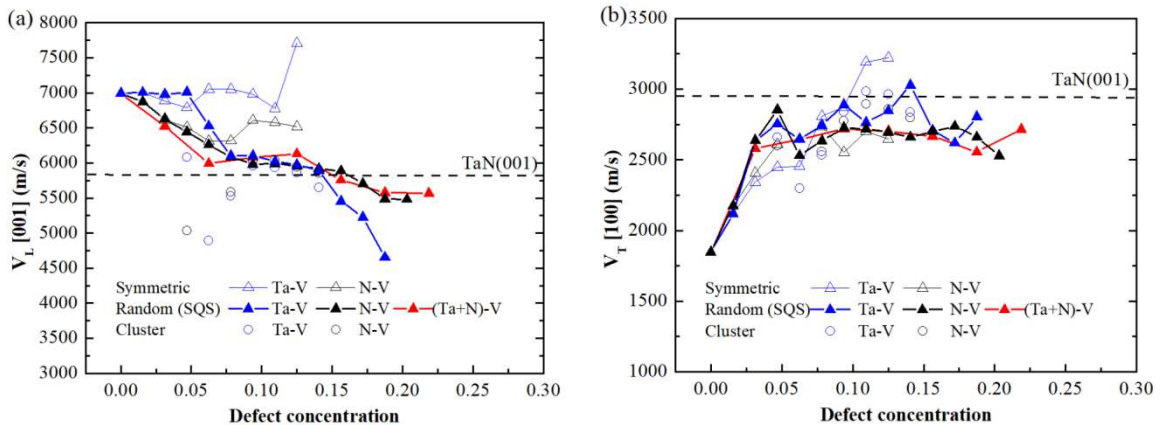 (a)
8000
7500
7000
6500
6000
5500
5000
4500
4000
3500
3000
V_L [001] (m/s)
TaN(001)
Symmetric Ta-V N-V
Random (SQS) Ta-V N-V (Ta+N)-V
Cluster Ta-V N-V
0.00 0.05 0.10 0.15 0.20 0.25 0.30
Defect concentration
(b)
3500
3000
2500
2000
1500
1000
V_T [100] (m/s)
TaN(001)
Symmetric Ta-V N-V
Random (SQS) Ta-V N-V (Ta+N)-V
Cluster Ta-V N-V
0.00 0.05 0.10 0.15 0.20 0.25 0.30
Defect concentration